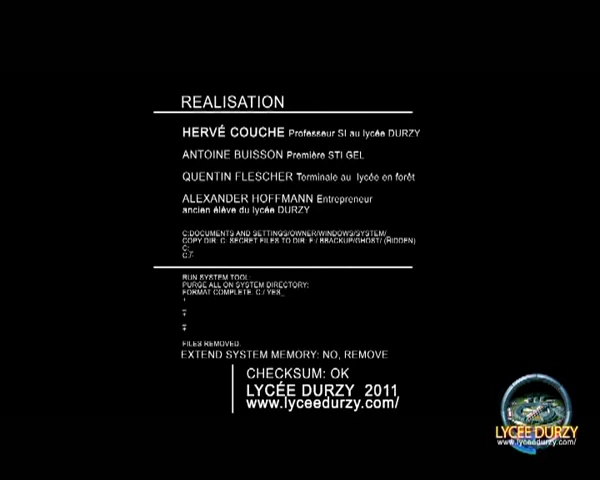 REALISATION
HERVÉ COUCHE Professeur SI au lycée DURZY
ANTOINE BUISSON Première STI GEL
QUENTIN FLESCHER Terminale au lycée en forêt
ALEXANDER HOFFMANN Entrepreneur
ancien élève du lycée DURZY
C:DOCUMENTS AND SETTINGS/OWNER/WINDOWS/SYSTEM/
COPY DIR: C: SECRET FILES TO DIR: F:/ BBACKUP/GHOST/ (RIDDEN)
C:
C:/
RUN SYSTEM TOOL:
PURGE ALL ON SYSTEM DIRECTORY:
FORMAT COMPLETE. C:/ YES_
FILES REMOVED.
EXTEND SYSTEM MEMORY: NO, REMOVE
CHECKSUM: OK
LYCÉE DURZY 2011
www.lyceedurzy.com/
LYCÉE DURZY
www.lyceedurzy.com/